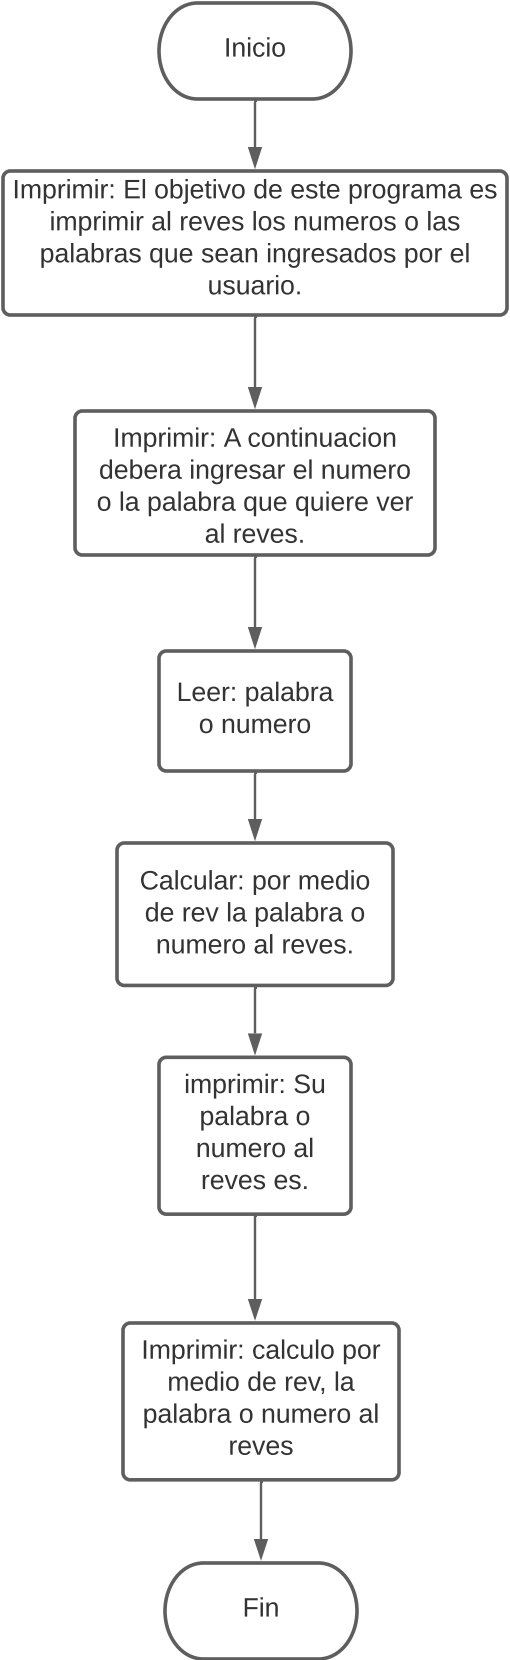 Inicio
Imprimir: El objetivo de este programa es
imprimir al reves los numeros o las
palabras que sean ingresados por el
usuario.
Imprimir: A continuacion
debera ingresar el numero
o la palabra que quiere ver
al reves.
Leer: palabra
o numero
Calcular: por medio
de rev la palabra o
numero al reves.
imprimir: Su
palabra o
numero al
reves es.
Imprimir: calculo por
medio de rev, la
palabra o numero al
reves
Fin